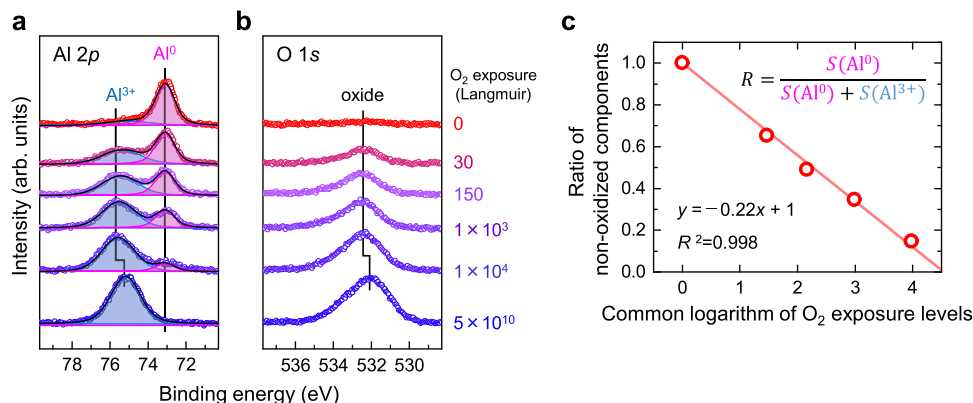 a
Al 2p
Al⁰
Al³⁺
Intensity (arb. units)
78 76 74 72
b
O 1s
oxide
O₂ exposure
(Langmuir)
0
30
150
1×10³
1×10⁴
5×10¹⁰
536 534 532 530
Binding energy (eV)
c
R = S(Al⁰) / S(Al⁰) + S(Al³⁺)
y = −0.22x + 1
R ²=0.998
Ratio of
non-oxidized components
1.0
0.8
0.6
0.4
0.2
0.0
0 1 2 3 4
Common logarithm of O₂ exposure levels